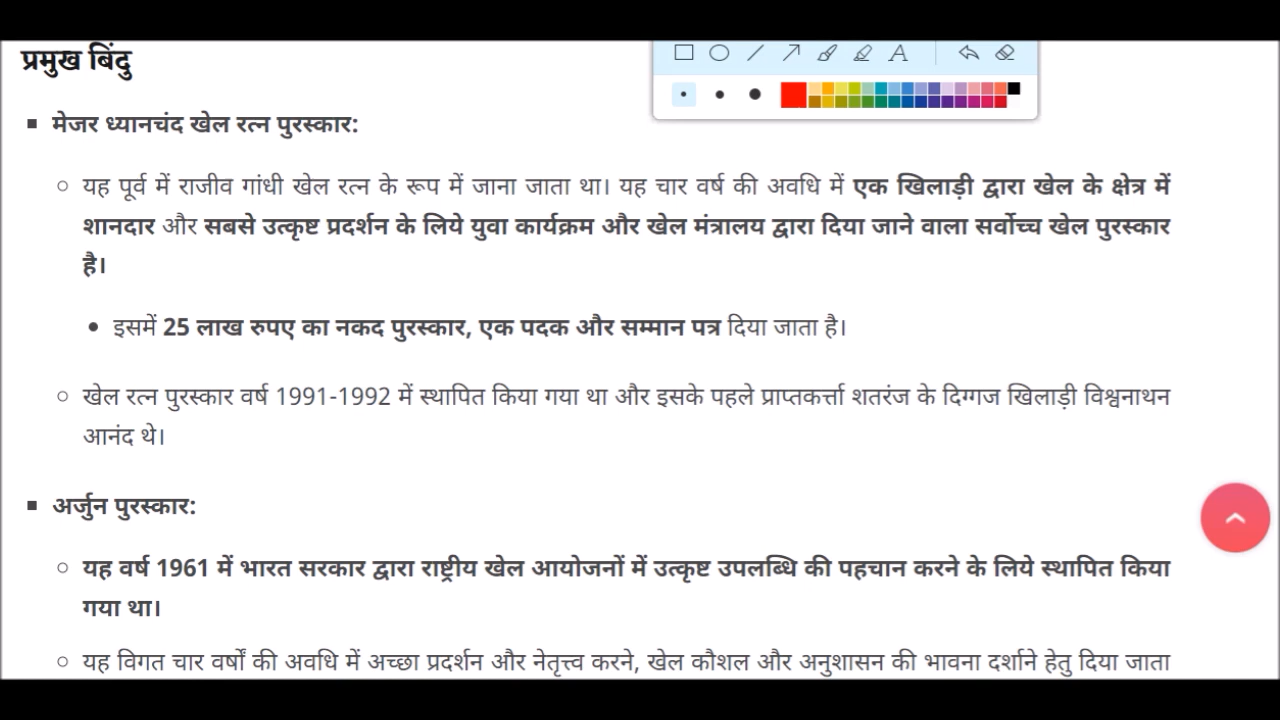 प्रमुख बिंदु
मेजर ध्यानचंद खेल रत्न पुरस्कार:
यह पूर्व में राजीव गांधी खेल रत्न के रूप में जाना जाता था। यह चार वर्ष की अवधि में एक खिलाड़ी द्वारा खेल के क्षेत्र में
शानदार और सबसे उत्कृष्ट प्रदर्शन के लिये युवा कार्यक्रम और खेल मंत्रालय द्वारा दिया जाने वाला सर्वोच्च खेल पुरस्कार
है।
इसमें 25 लाख रुपए का नकद पुरस्कार, एक पदक और सम्मान पत्र दिया जाता है।
खेल रत्न पुरस्कार वर्ष 1991-1992 में स्थापित किया गया था और इसके पहले प्राप्तकर्त्ता शतरंज के दिग्गज खिलाड़ी विश्वनाथन
आनंद थे।
अर्जुन पुरस्कार:
यह वर्ष 1961 में भारत सरकार द्वारा राष्ट्रीय खेल आयोजनों में उत्कृष्ट उपलब्धि की पहचान करने के लिये स्थापित किया
गया था।
यह विगत चार वर्षों की अवधि में अच्छा प्रदर्शन और नेतृत्त्व करने, खेल कौशल और अनुशासन की भावना दर्शाने हेतु दिया जाता